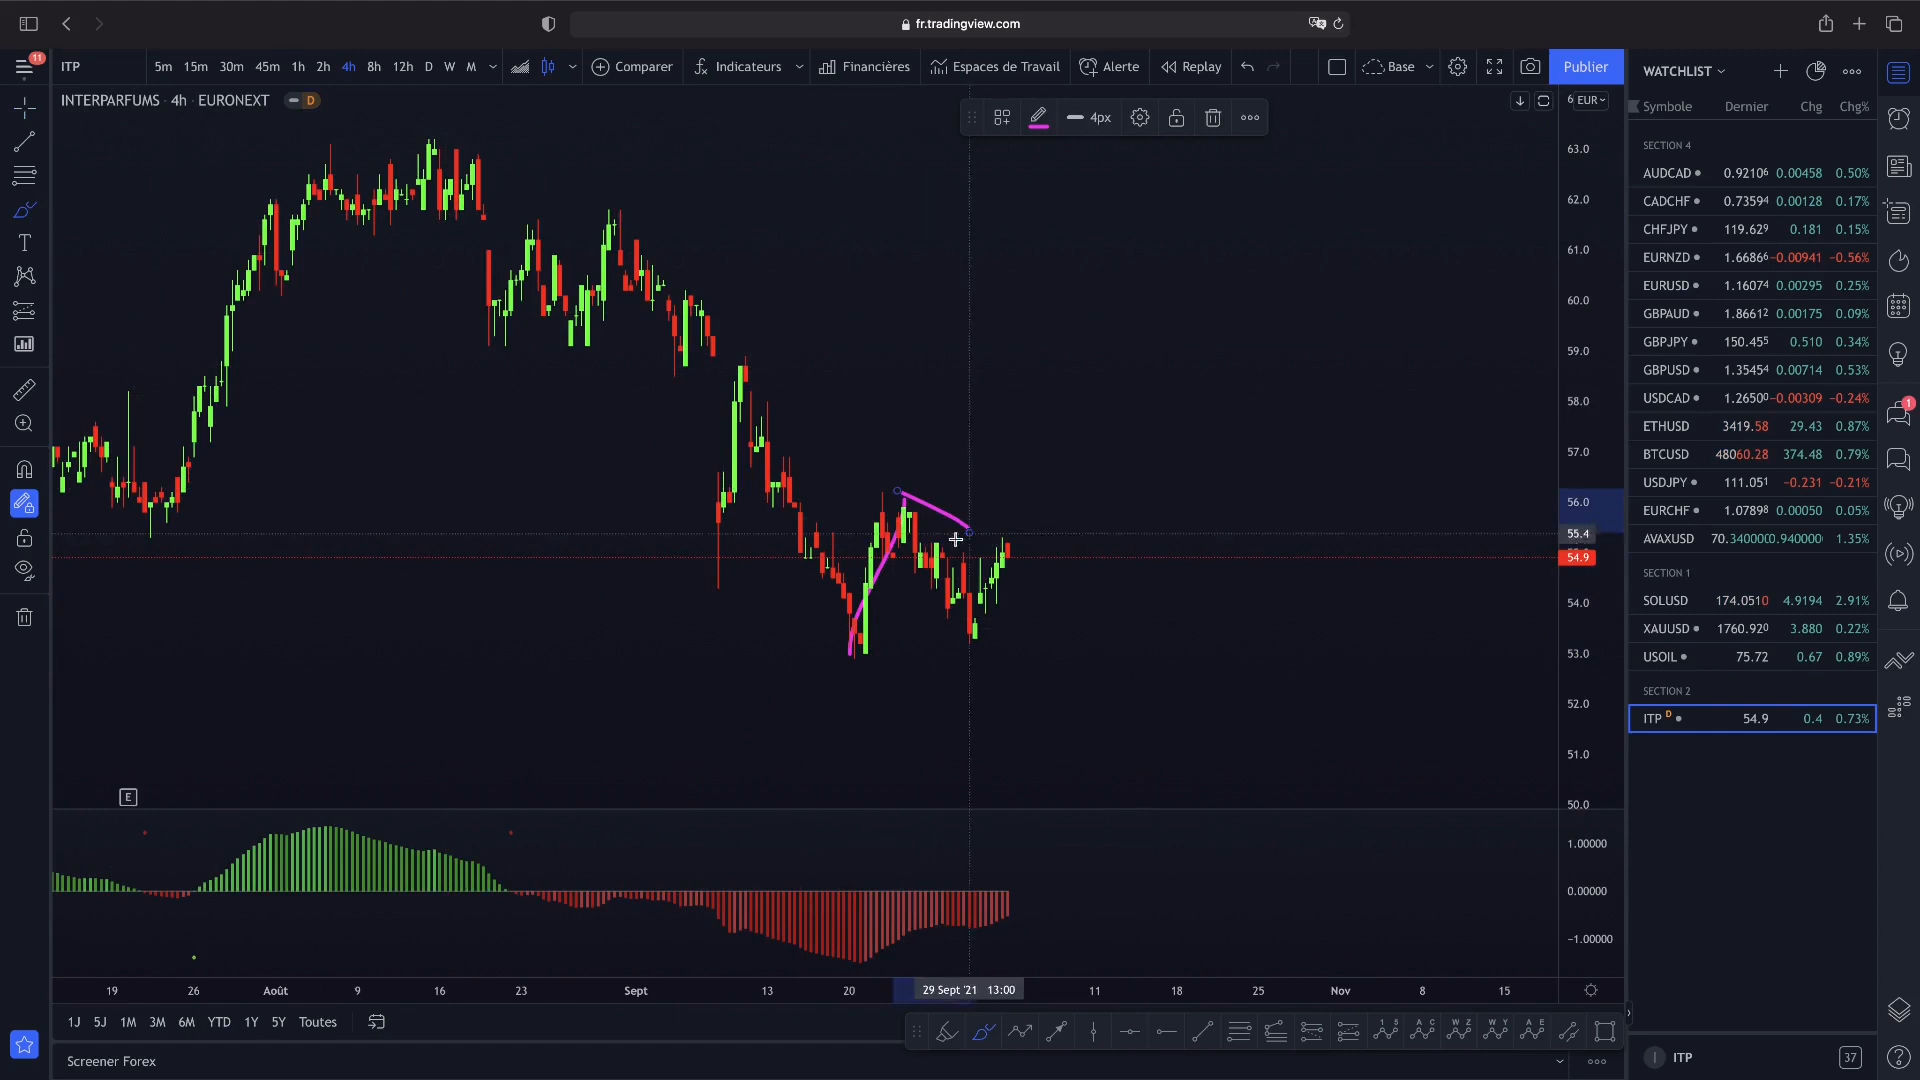 fr.tradingview.com
11
ITP
5m 15m 30m 45m 1h 2h 4h 8h 12h D W M
Comparer
Indicateurs
Financières
Espaces de Travail
Alerte
Replay
Base
Publier
INTERPARFUMS · 4h · EURONEXT
D
4px
6 EUR
63.0
62.0
61.0
60.0
59.0
58.0
57.0
56.0
55.4
54.9
54.0
53.0
52.0
51.0
50.0
1.00000
0.00000
−1.00000
E
19 26 Août 9 16 23 Sept 13 20 29 Sept '21 13:00 11 18 25 Nov 8 15
1J 5J 1M 3M 6M YTD 1Y 5Y Toutes
Screener Forex
WATCHLIST
Symbole Dernier Chg Chg%
SECTION 4
AUDCAD 0.92106 0.00458 0.50%
CADCHF 0.73594 0.00128 0.17%
CHFJPY 119.629 0.181 0.15%
EURNZD 1.66866 −0.00941 −0.56%
EURUSD 1.16074 0.00295 0.25%
GBPAUD 1.86612 0.00175 0.09%
GBPJPY 150.455 0.510 0.34%
GBPUSD 1.35454 0.00714 0.53%
USDCAD 1.26500 −0.00309 −0.24%
ETHUSD 3419.58 29.43 0.87%
BTCUSD 48060.28 374.48 0.79%
USDJPY 111.051 −0.231 −0.21%
EURCHF 1.07898 0.00050 0.05%
AVAXUSD 70.340000 0.940000 1.35%
SECTION 1
SOLUSD 174.0510 4.9194 2.91%
XAUUSD 1760.920 3.880 0.22%
USOIL 75.72 0.67 0.89%
SECTION 2
ITP D 54.9 0.4 0.73%
1
I ITP 37